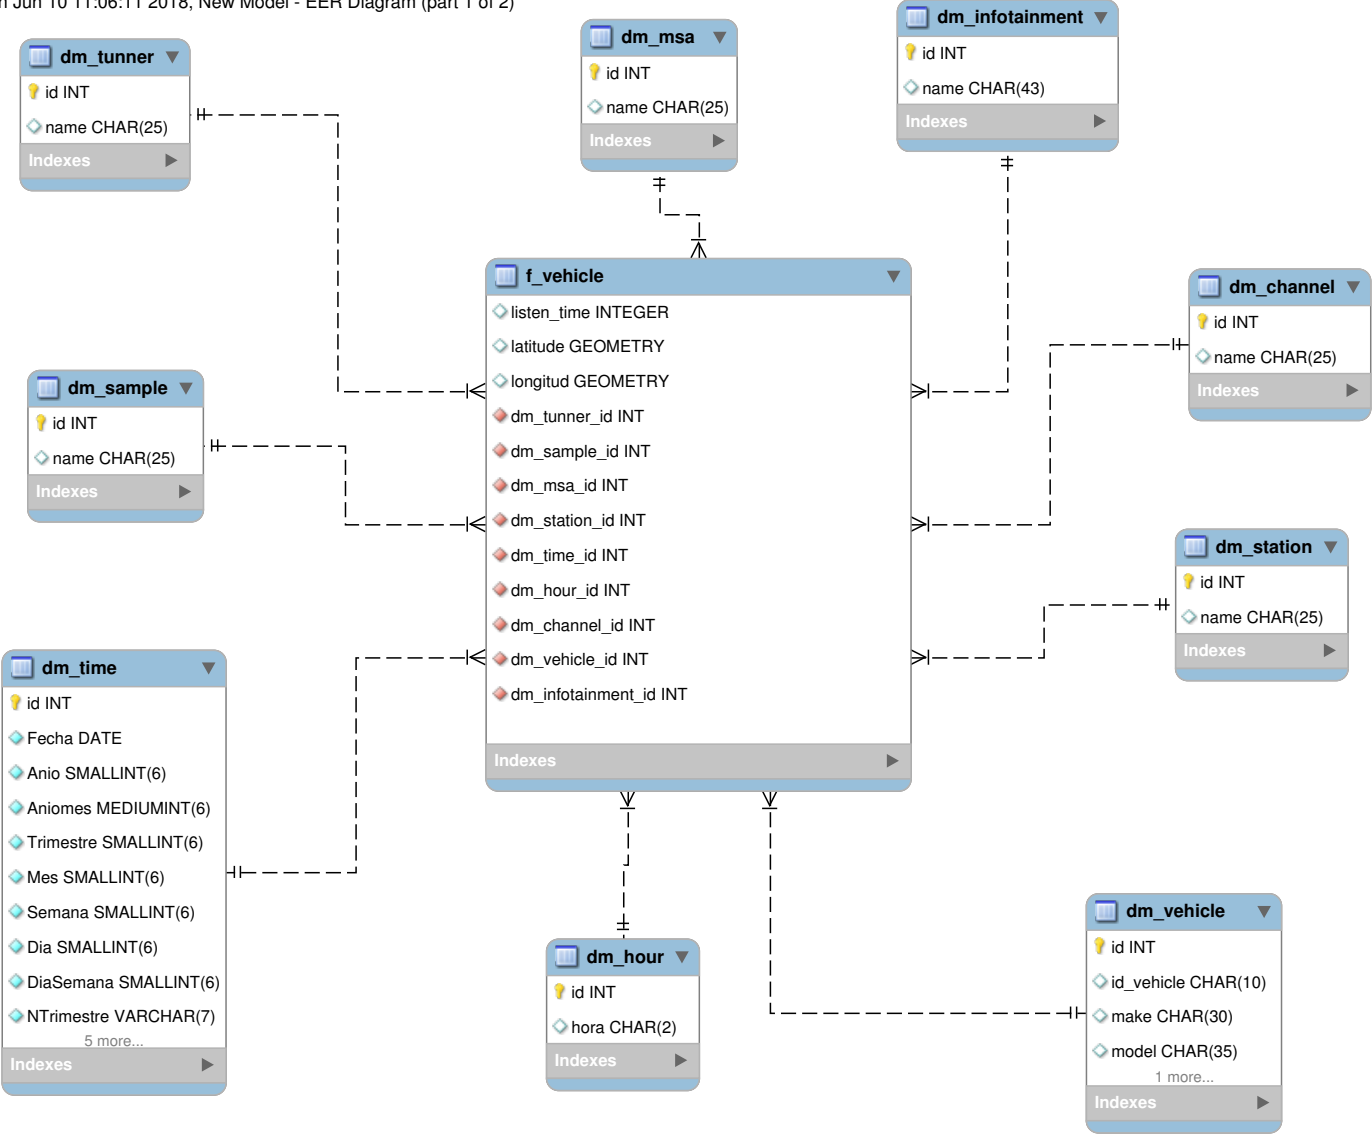 Jun 10 11:06:11 2018, New Model - EER Diagram (part 1 of 2)
dm_tunner
id INT
name CHAR(25)
Indexes
dm_msa
id INT
name CHAR(25)
Indexes
dm_infotainment
id INT
name CHAR(43)
Indexes
f_vehicle
listen_time INTEGER
latitude GEOMETRY
longitud GEOMETRY
dm_tunner_id INT
dm_sample_id INT
dm_msa_id INT
dm_station_id INT
dm_time_id INT
dm_hour_id INT
dm_channel_id INT
dm_vehicle_id INT
dm_infotainment_id INT
Indexes
dm_channel
id INT
name CHAR(25)
Indexes
dm_sample
id INT
name CHAR(25)
Indexes
dm_station
id INT
name CHAR(25)
Indexes
dm_time
id INT
Fecha DATE
Anio SMALLINT(6)
Aniomes MEDIUMINT(6)
Trimestre SMALLINT(6)
Mes SMALLINT(6)
Semana SMALLINT(6)
Dia SMALLINT(6)
DiaSemana SMALLINT(6)
NTrimestre VARCHAR(7)
5 more...
Indexes
dm_hour
id INT
hora CHAR(2)
Indexes
dm_vehicle
id INT
id_vehicle CHAR(10)
make CHAR(30)
model CHAR(35)
1 more...
Indexes